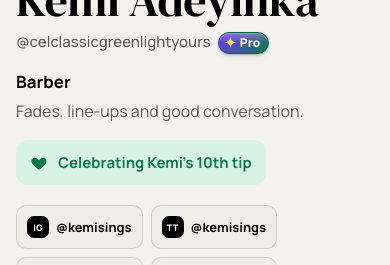 Kemi Adeyinka
@celclassicgreenlightyours Pro
Barber
Fades, line-ups and good conversation.
Celebrating Kemi's 10th tip
IG @kemisings TT @kemisings